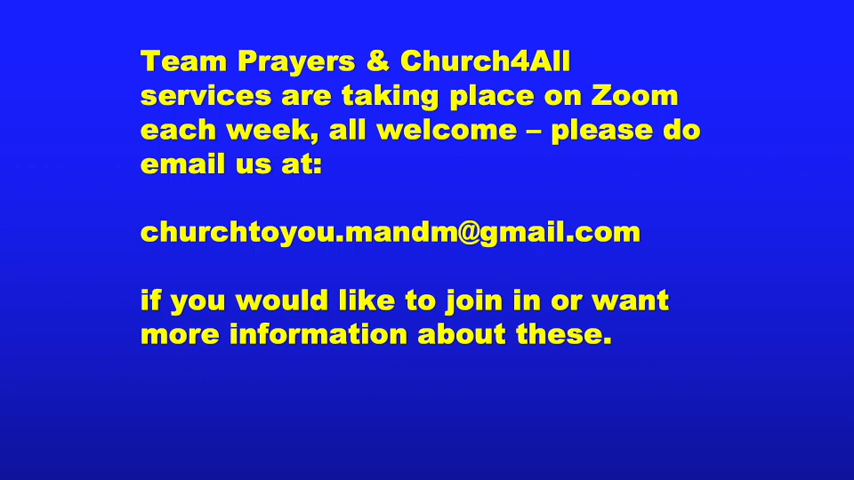 Team Prayers & Church4All
services are taking place on Zoom
each week, all welcome – please do
email us at:
churchtoyou.mandm@gmail.com
if you would like to join in or want
more information about these.